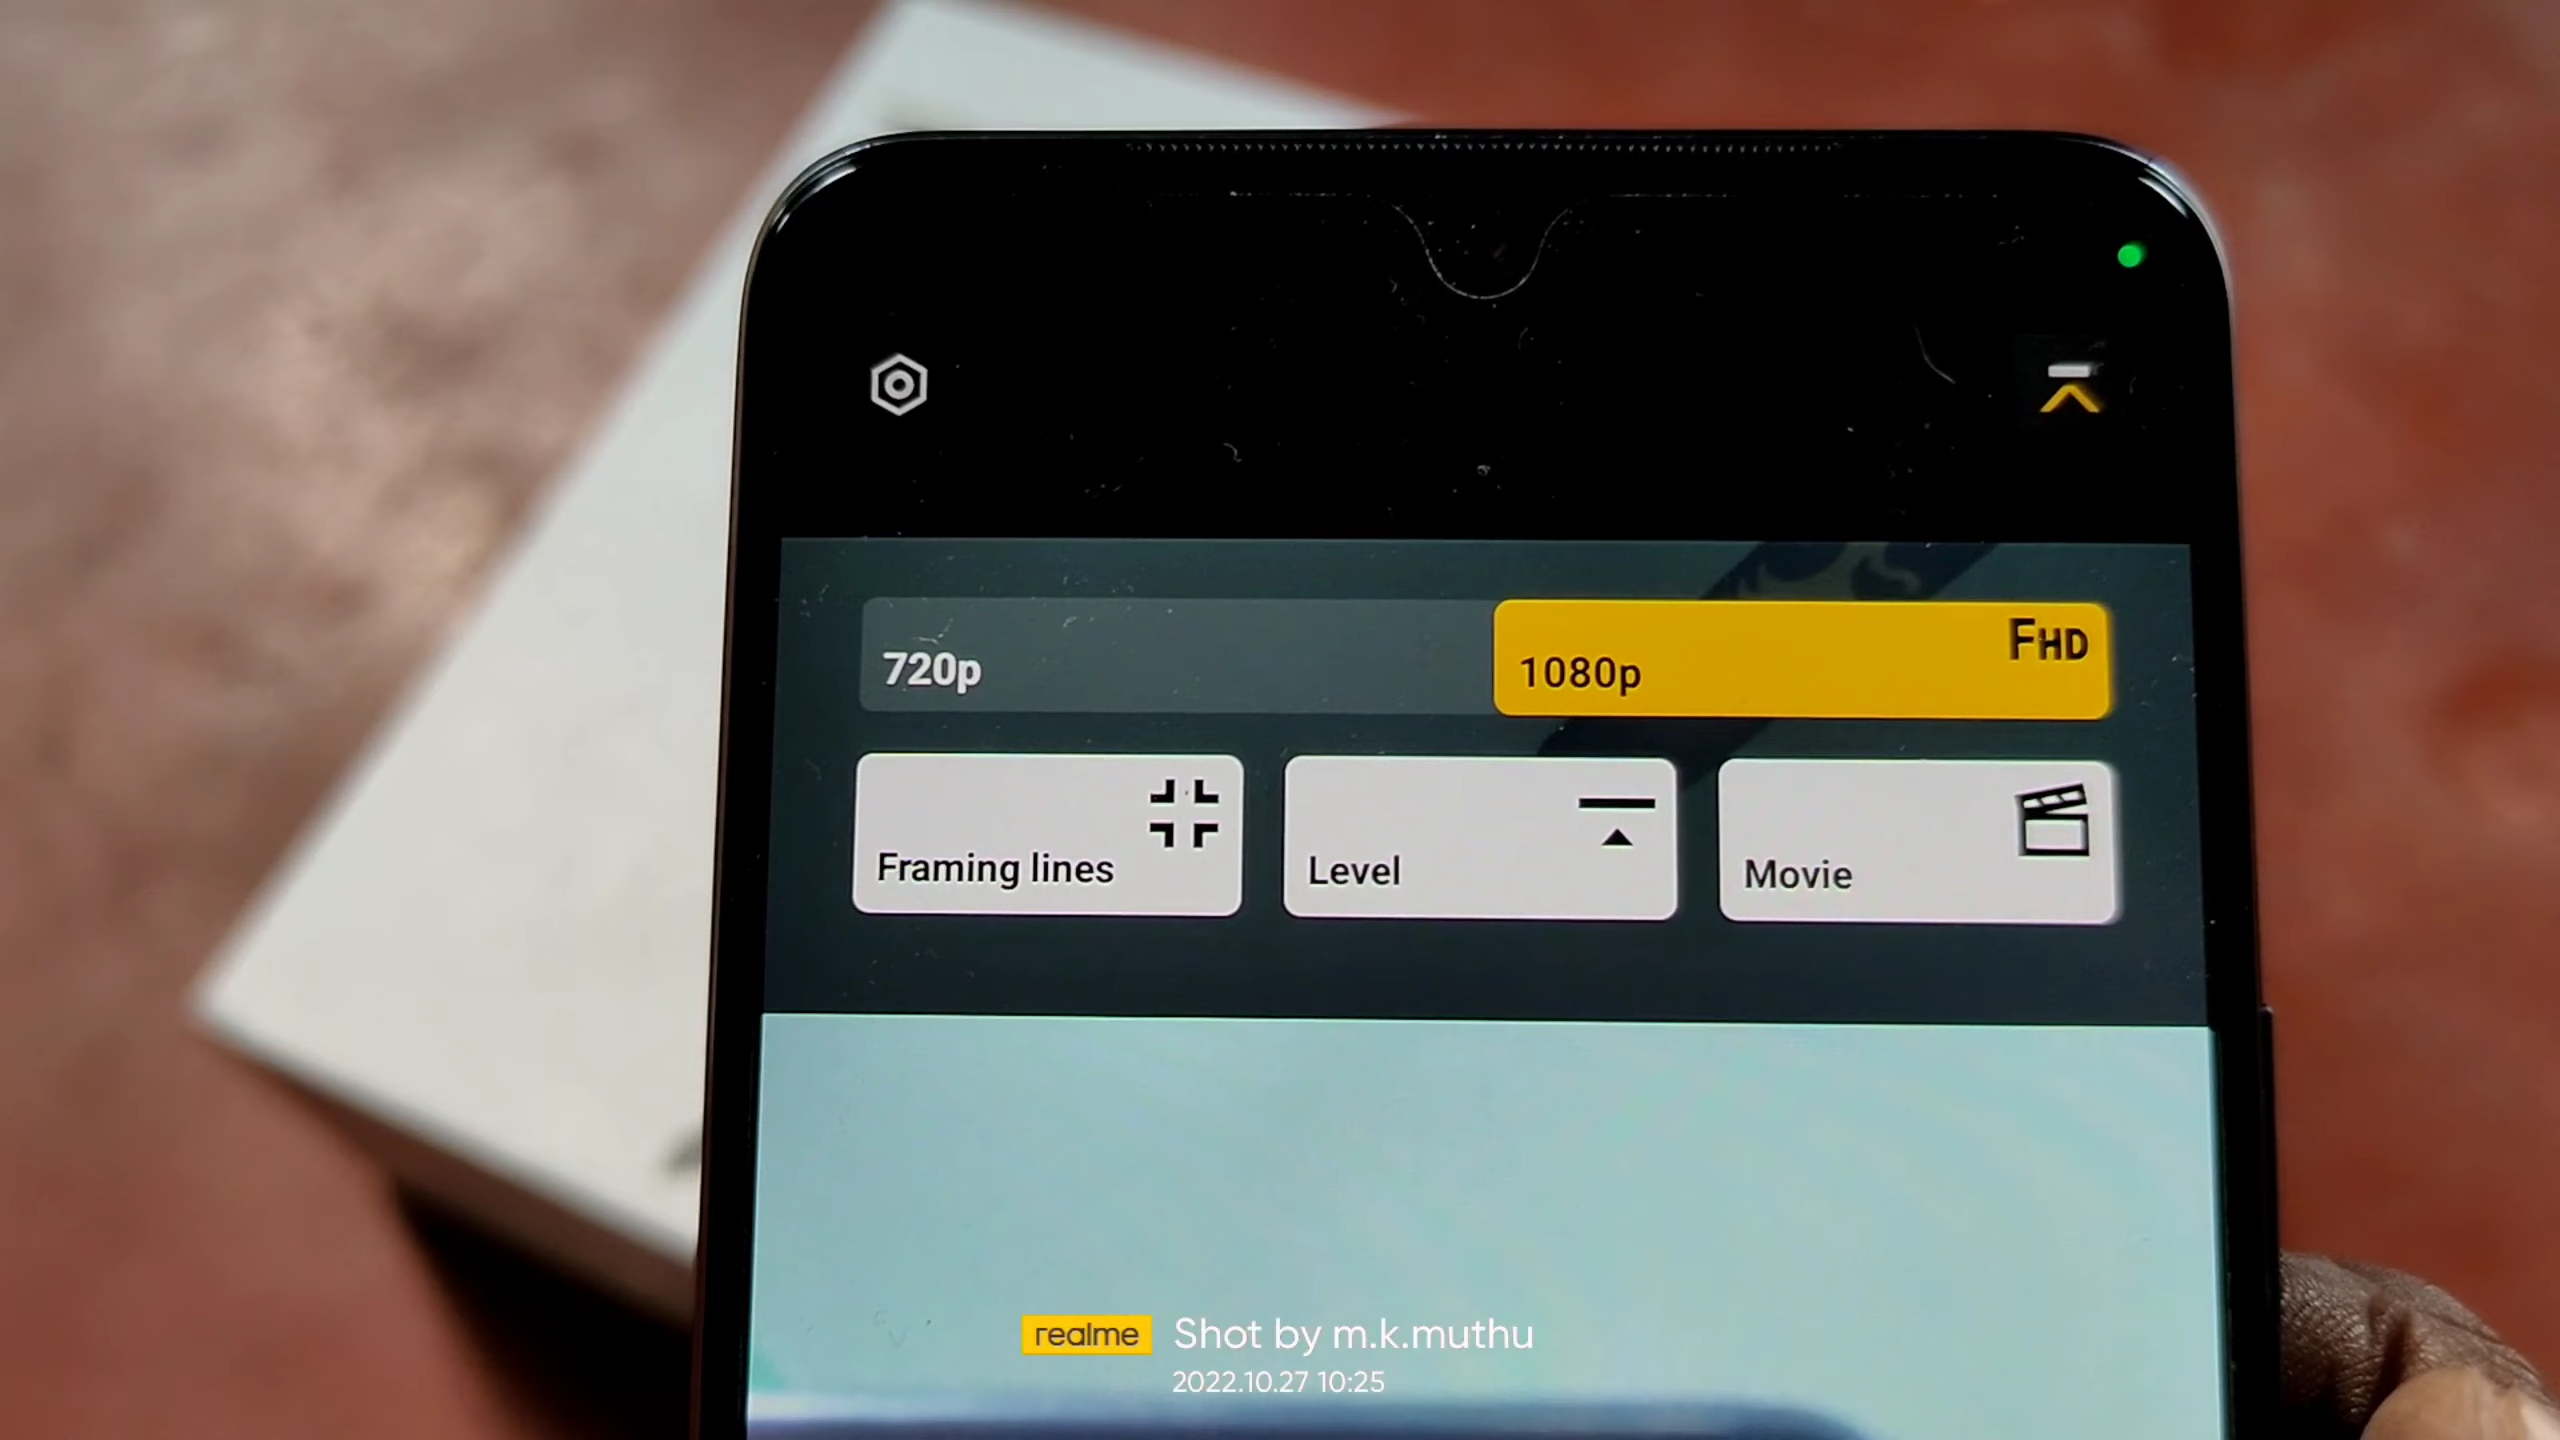 720p
1080p
FHD
Framing lines
Level
Movie
realme Shot by m.k.muthu
2022.10.27 10:25